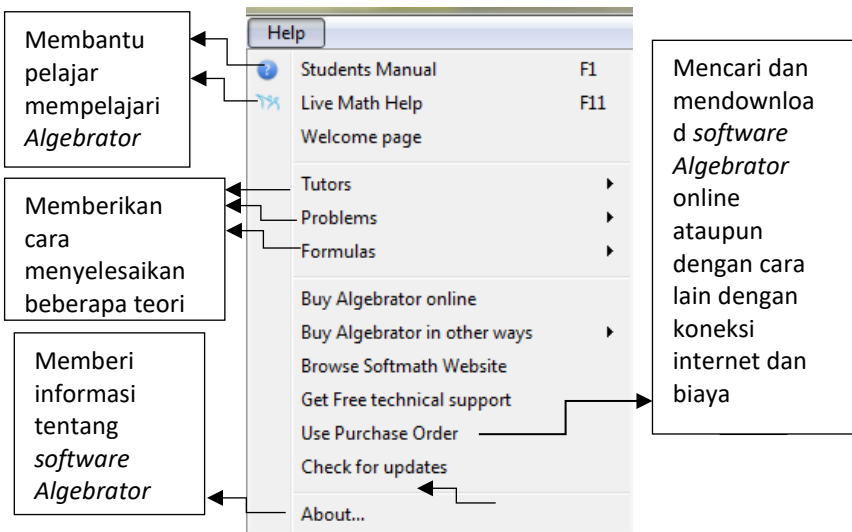 Membantu
pelajar
mempelajari
Algebrator
Memberikan
cara
menyelesaikan
beberapa teori
Memberi
informasi
tentang
software
Algebrator
Help
Students Manual F1
Live Math Help F11
Welcome page
Tutors
Problems
Formulas
Buy Algebrator online
Buy Algebrator in other ways
Browse Softmath Website
Get Free technical support
Use Purchase Order
Check for updates
About...
Mencari dan
mendownloa
d software
Algebrator
online
ataupun
dengan cara
lain dengan
koneksi
internet dan
biaya